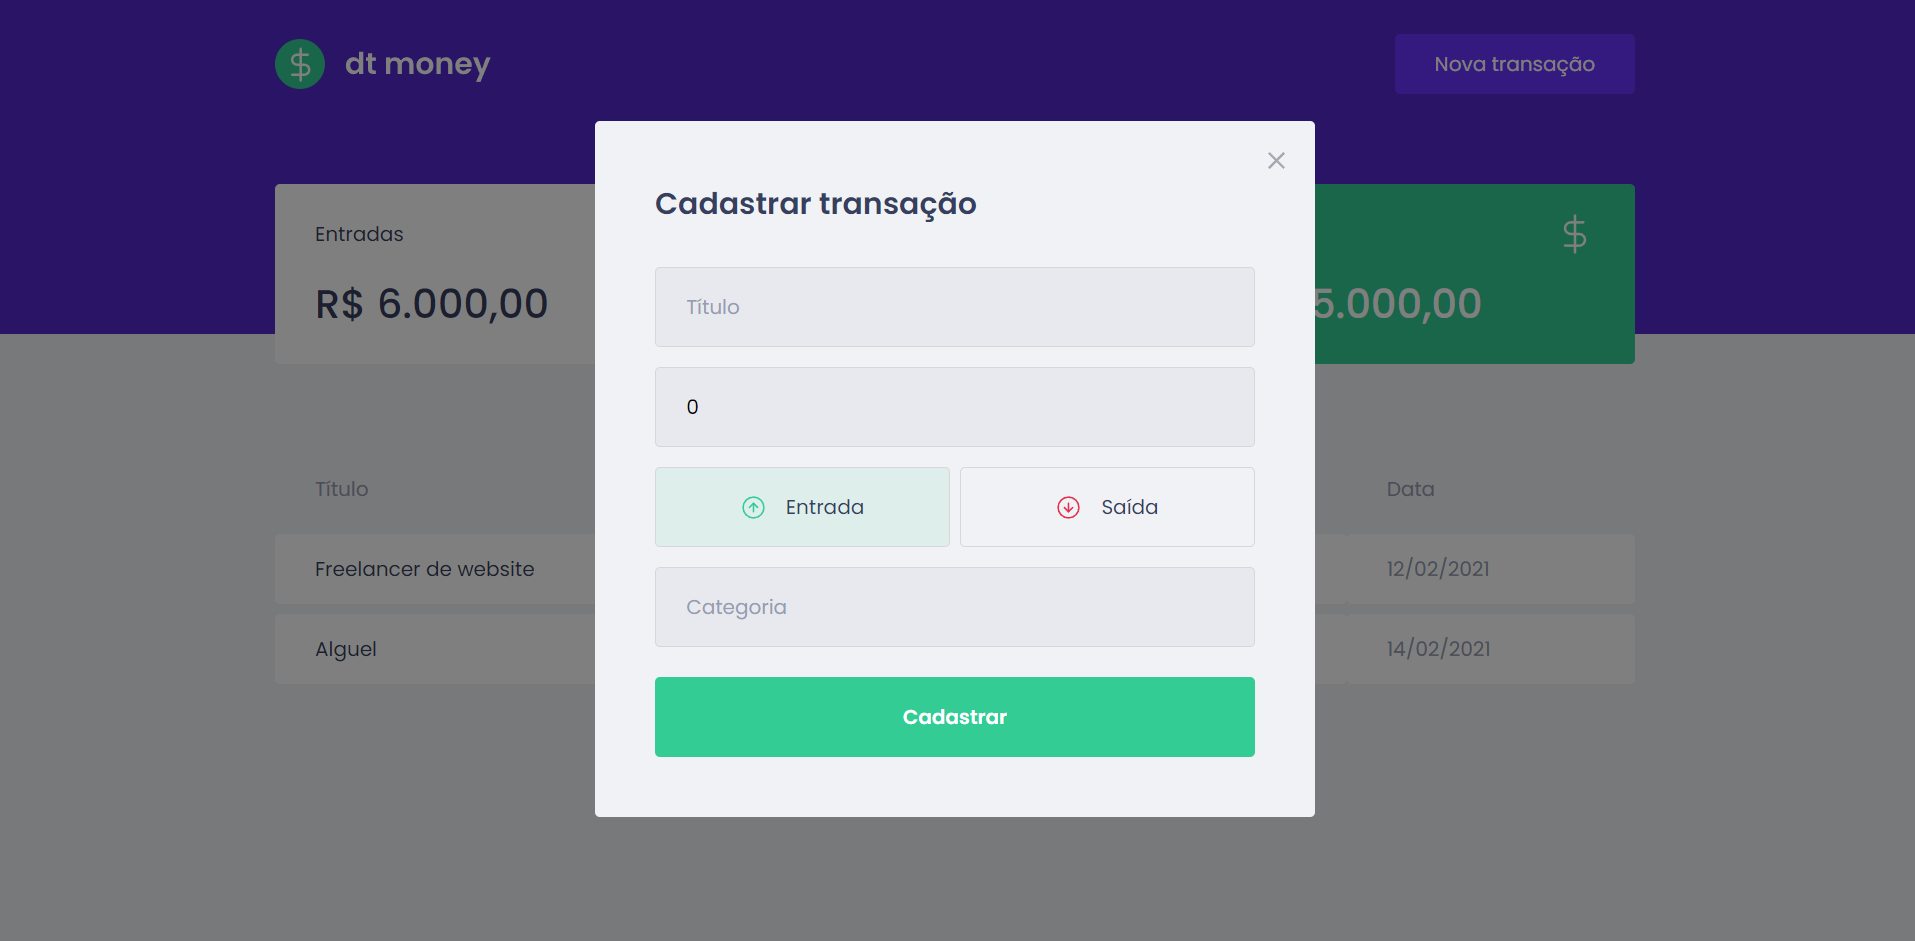 $ dt money
Nova transação
Cadastrar transação
Entradas
$
R$ 6.000,00
5.000,00
Título
0
Entrada
Saída
Categoria
Cadastrar
Título
Data
Freelancer de website
12/02/2021
Alguel
14/02/2021